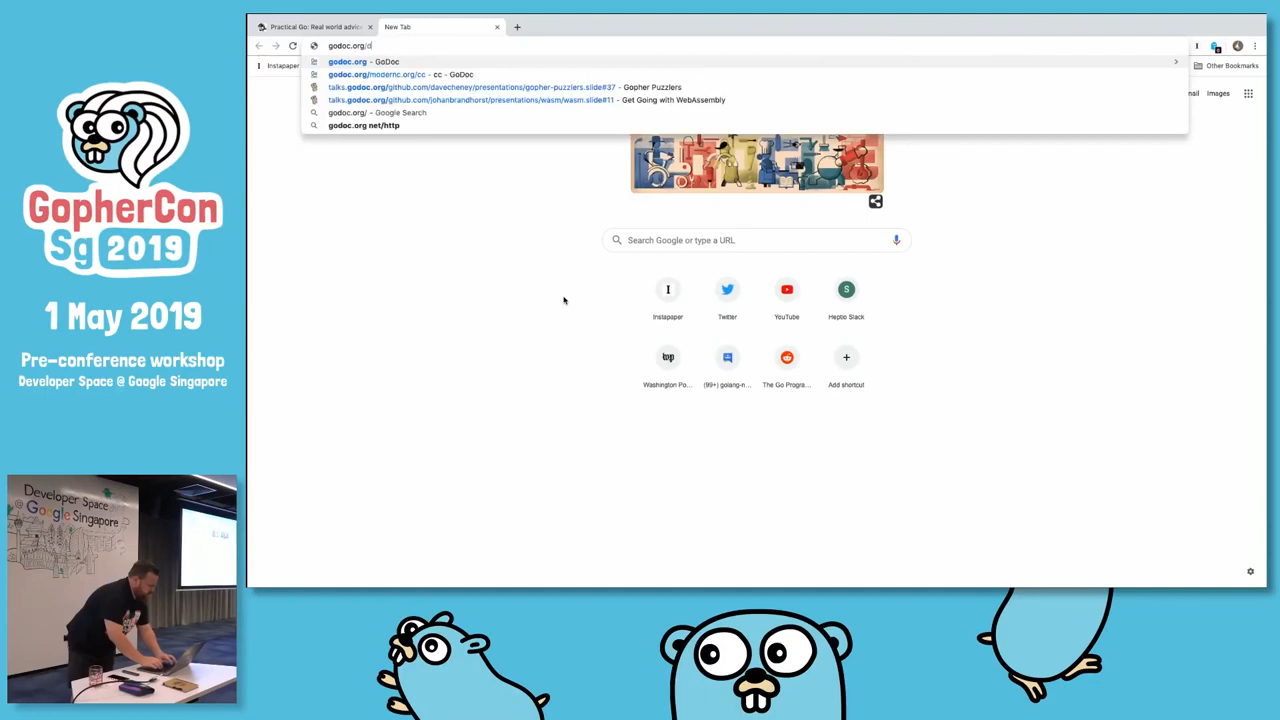 GopherCon
Sg 2019
1 May 2019
Pre-conference workshop
Developer Space @ Google Singapore
Developer Space
@ Google Singapore
Practical Go: Real world advice
New Tab
godoc.org/d
godoc.org - GoDoc
godoc.org/modernc.org/cc - cc - GoDoc
talks.godoc.org/github.com/davecheney/presentations/gopher-puzzlers.slide#37 - Gopher Puzzlers
talks.godoc.org/github.com/johanbrandhorst/presentations/wasm/wasm.slide#11 - Get Going with WebAssembly
godoc.org/ - Google Search
godoc.org net/http
Instapaper
Other Bookmarks
Images
Search Google or type a URL
I
S
Instapaper
Twitter
YouTube
Heptio Slack
wp
Washington Po...
(99+) golang-n...
The Go Progra...
Add shortcut